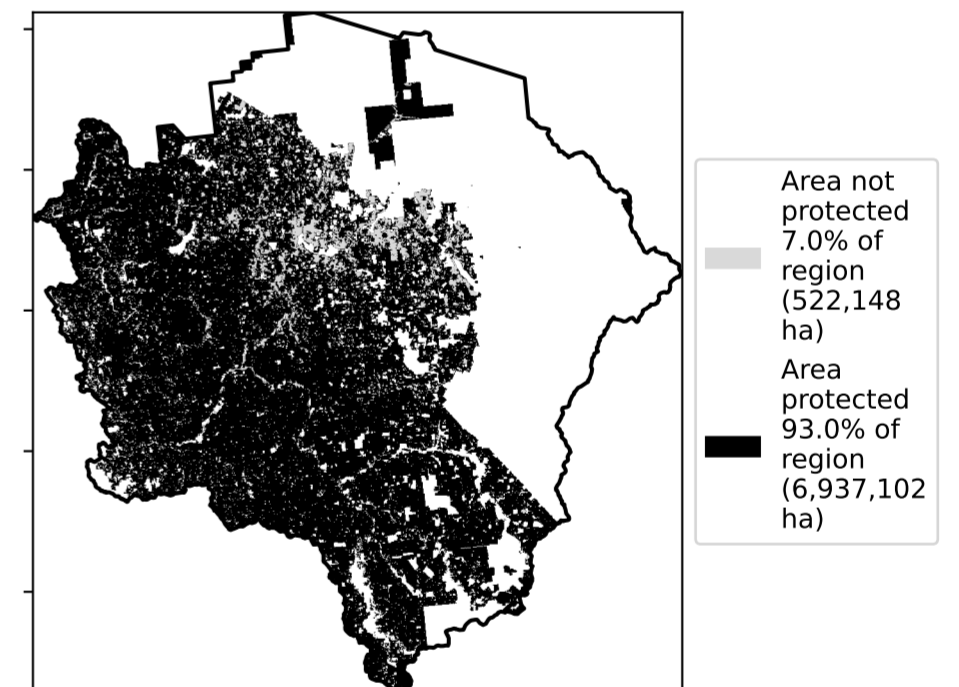 Area not
protected
7.0% of
region
(522,148
ha)
Area
protected
93.0% of
region
(6,937,102
ha)